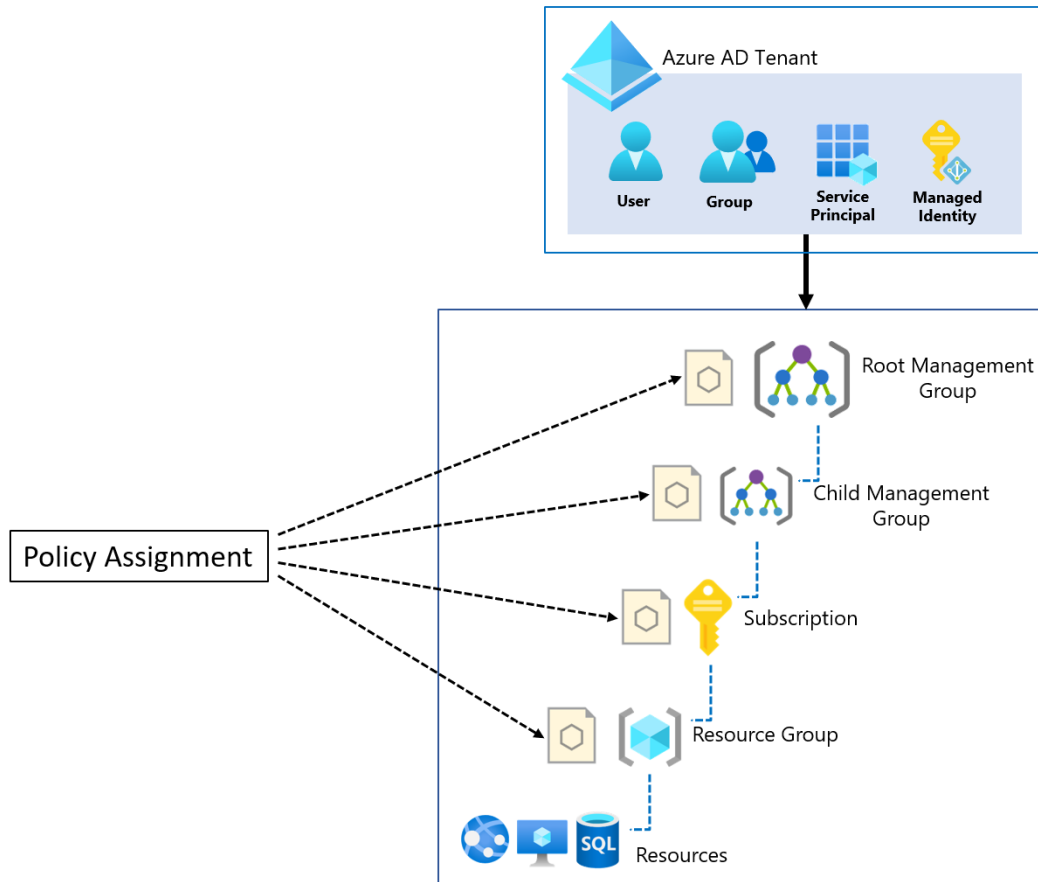 Azure AD Tenant
User
Group
Service
Principal
Managed
Identity
Root Management
Group
Child Management
Group
Policy Assignment
Subscription
Resource Group
SQL
Resources